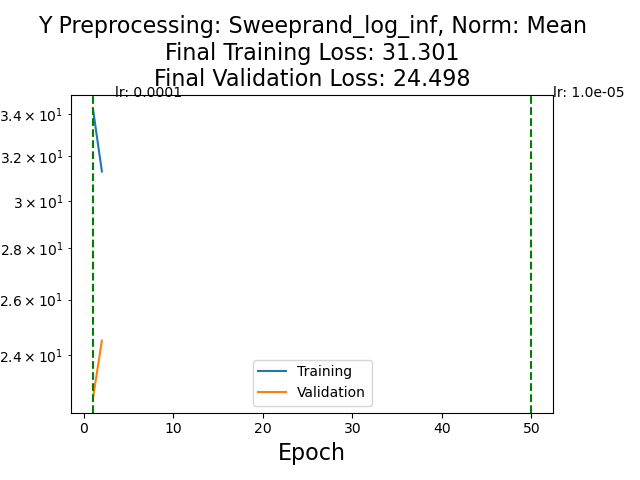 Y Preprocessing: Sweeprand_log_inf, Norm: Mean
Final Training Loss: 31.301
Final Validation Loss: 24.498
lr: 0.0001
lr: 1.0e-05
3.4 × 10¹
3.2 × 10¹
3 × 10¹
2.8 × 10¹
2.6 × 10¹
2.4 × 10¹
Training
Validation
0 10 20 30 40 50
Epoch